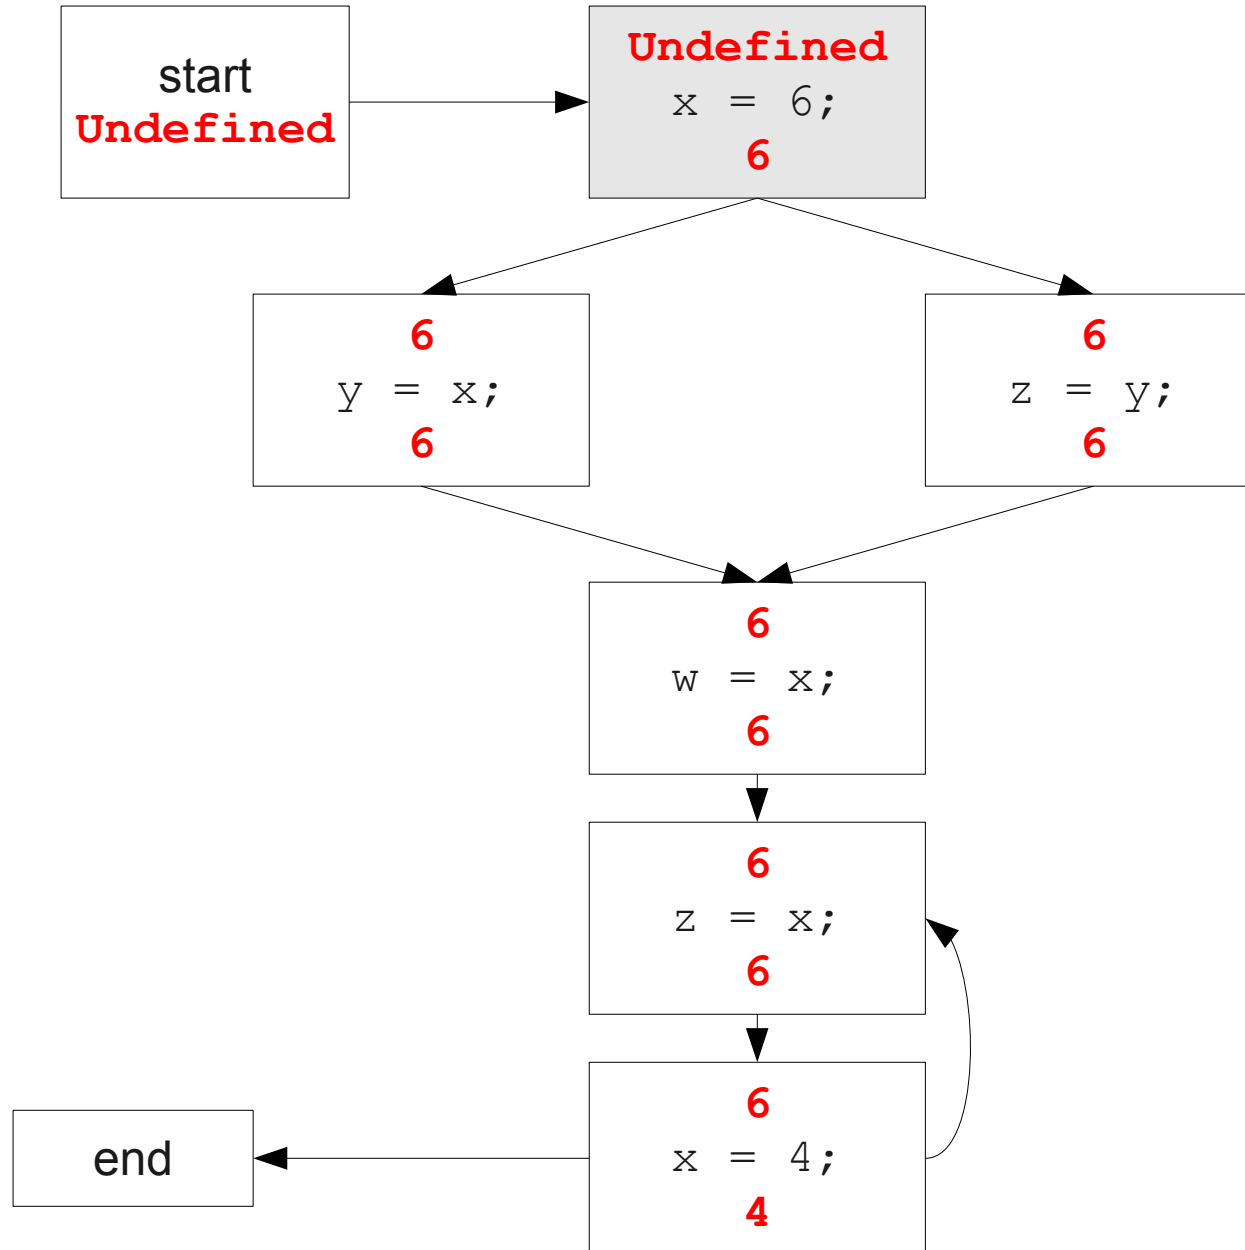 start
Undefined
Undefined
x = 6;
6
6
y = x;
6
6
z = y;
6
6
w = x;
6
6
z = x;
6
6
x = 4;
4
end